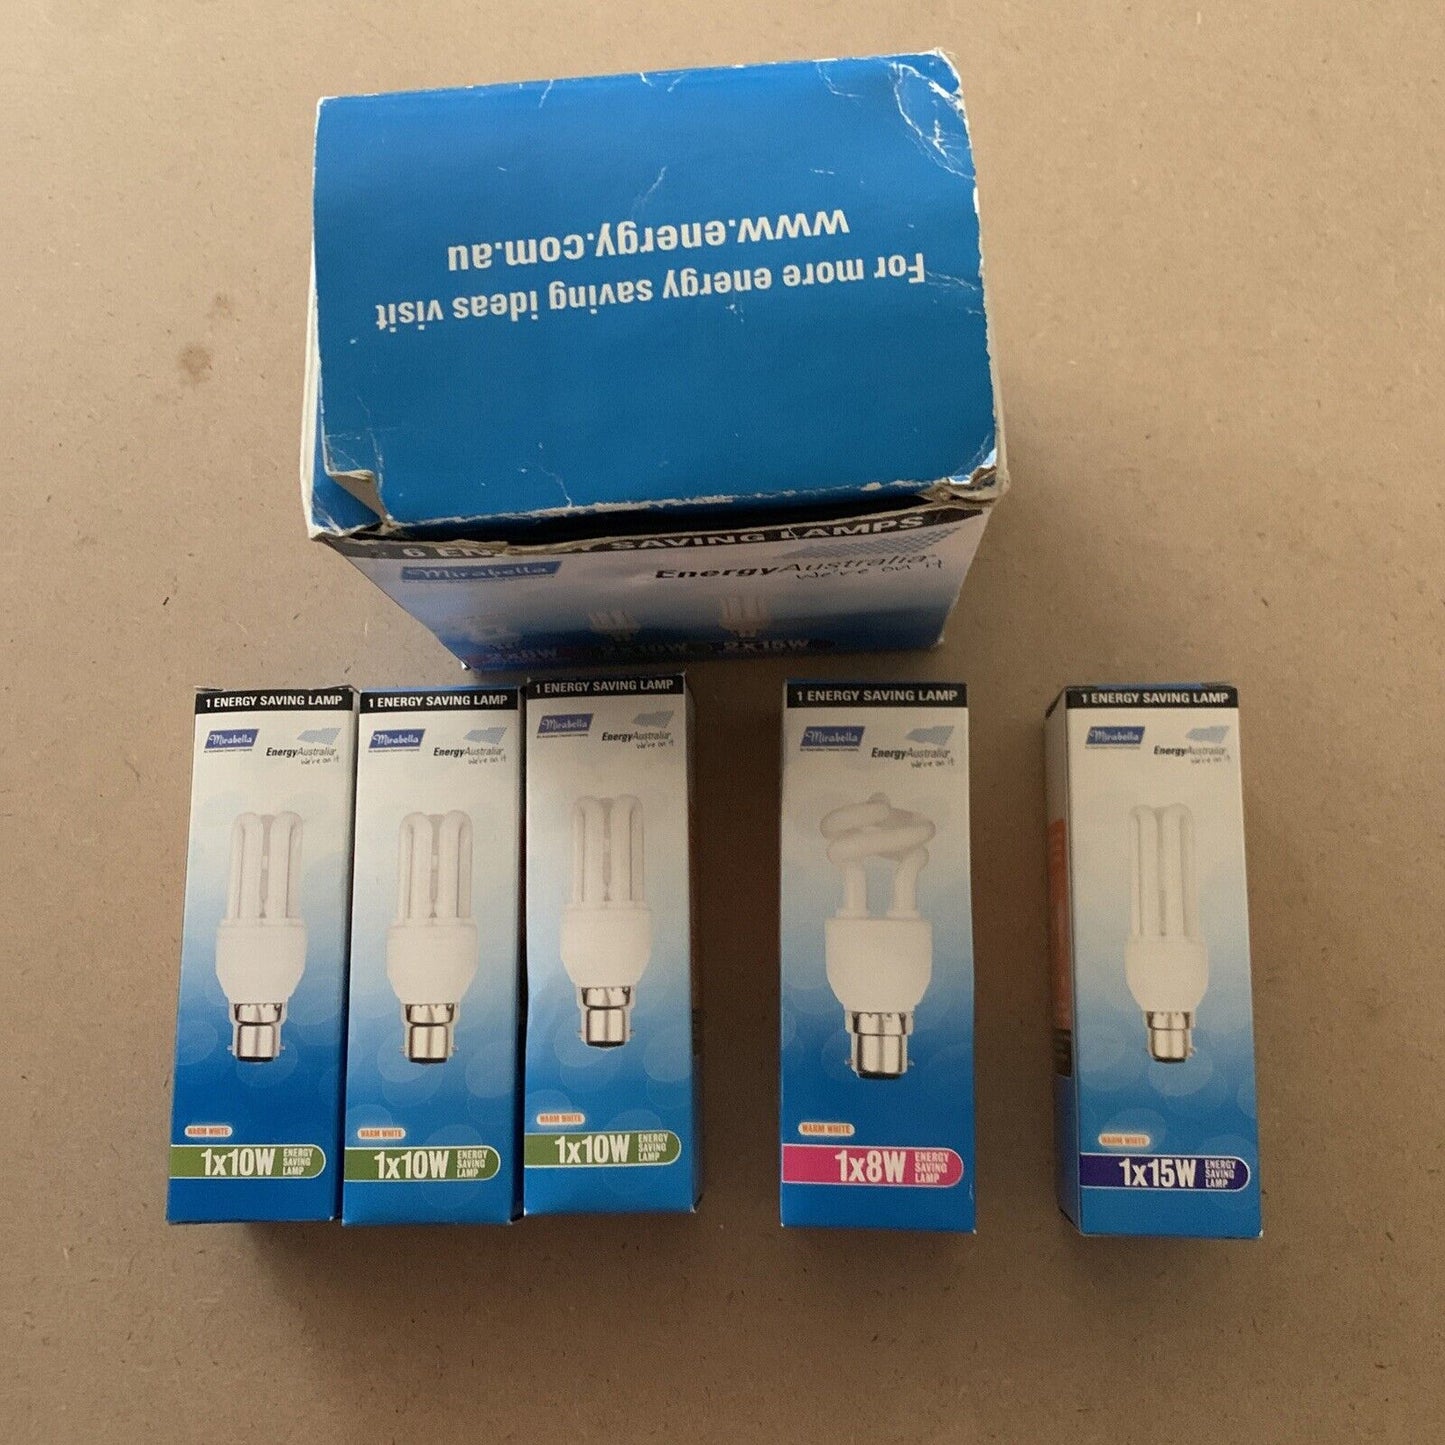 For more energy saving ideas visit
www.energy.com.au
6 ENERGY SAVING LAMPS
Mirabella
EnergyAustralia
We're on it
2x8W
2x10W
2x15W
1 ENERGY SAVING LAMP
Mirabella
EnergyAustralia
We're on it
WARM WHITE
1x10W ENERGY
SAVING
LAMP
1 ENERGY SAVING LAMP
Mirabella
EnergyAustralia
We're on it
WARM WHITE
1x10W ENERGY
SAVING
LAMP
1 ENERGY SAVING LAMP
Mirabella
EnergyAustralia
We're on it
WARM WHITE
1x10W ENERGY
SAVING
LAMP
1 ENERGY SAVING LAMP
Mirabella
EnergyAustralia
We're on it
WARM WHITE
1x8W ENERGY
SAVING
LAMP
1 ENERGY SAVING LAMP
Mirabella
EnergyAustralia
We're on it
WARM WHITE
1x15W ENERGY
SAVING
LAMP